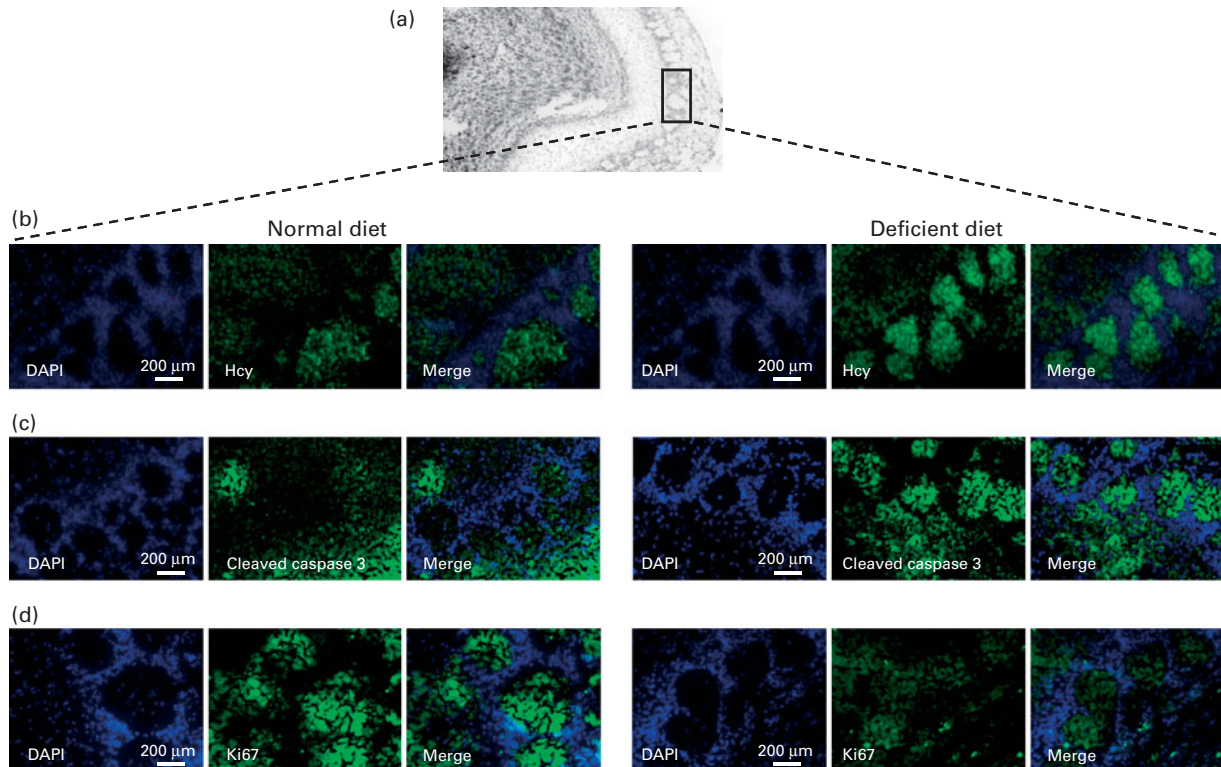 (a)
(b)
Normal diet
Deficient diet
DAPI
200 µm
Hcy
Merge
DAPI
200 µm
Hcy
Merge
(c)
DAPI
200 µm
Cleaved caspase 3
Merge
DAPI
200 µm
Cleaved caspase 3
Merge
(d)
DAPI
200 µm
Ki67
Merge
DAPI
200 µm
Ki67
Merge